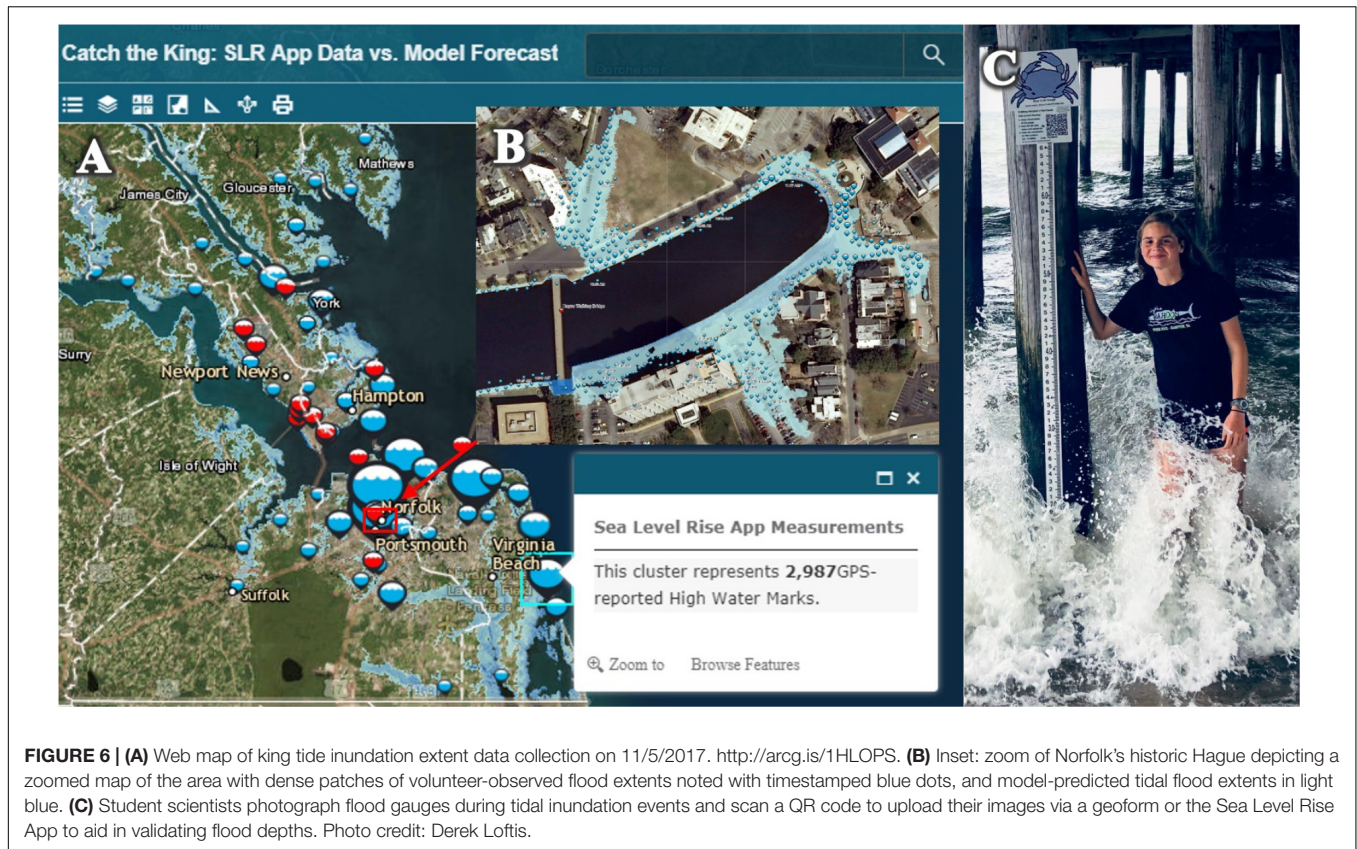 Catch the King: SLR App Data vs. Model Forecast
A
Mathews
James City
Gloucester
York
Surry
Newport News
Hampton
Isle of Wight
Norfolk
Portsmouth
Virginia
Beach
Suffolk
B
Sea Level Rise App Measurements
This cluster represents 2,987GPS-
reported High Water Marks.
Zoom to Browse Features
C
FIGURE 6 | (A) Web map of king tide inundation extent data collection on 11/5/2017. http://arcg.is/1HLOPS. (B) Inset: zoom of Norfolk's historic Hague depicting a
zoomed map of the area with dense patches of volunteer-observed flood extents noted with timestamped blue dots, and model-predicted tidal flood extents in light
blue. (C) Student scientists photograph flood gauges during tidal inundation events and scan a QR code to upload their images via a geoform or the Sea Level Rise
App to aid in validating flood depths. Photo credit: Derek Loftis.